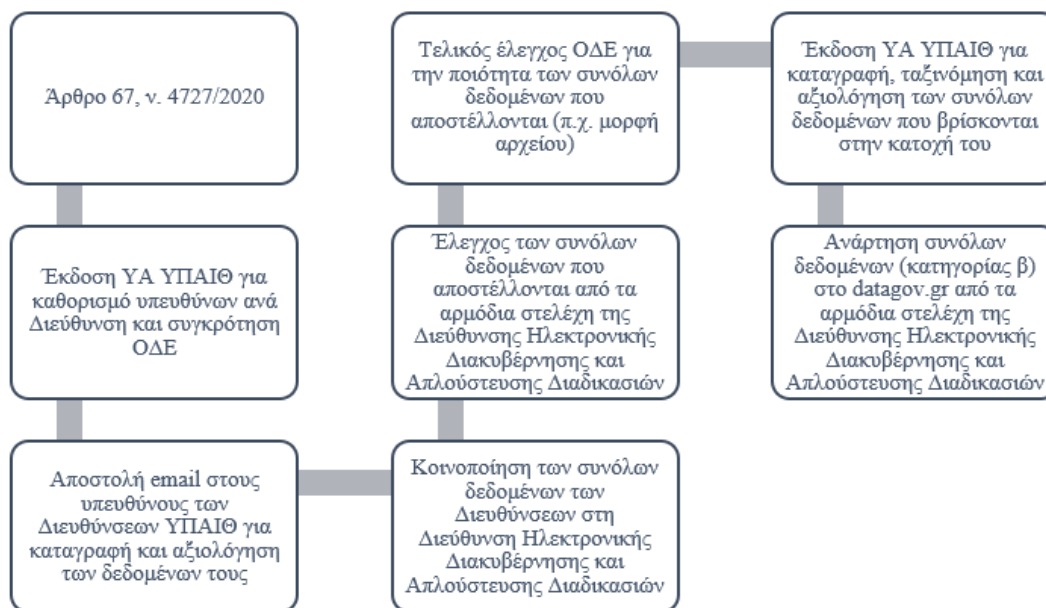 Άρθρο 67, ν. 4727/2020
Έκδοση ΥΑ ΥΠΑΙΘ για
καθορισμό υπευθύνων ανά
Διεύθυνση και συγκρότηση
ΟΔΕ
Αποστολή email στους
υπευθύνους των
Διευθύνσεων ΥΠΑΙΘ για
καταγραφή και αξιολόγηση
των δεδομένων τους
Κοινοποίηση των συνόλων
δεδομένων των
Διευθύνσεων στη
Διεύθυνση Ηλεκτρονικής
Διακυβέρνησης και
Απλούστευσης Διαδικασιών
Έλεγχος των συνόλων
δεδομένων που
αποστέλλονται από τα
αρμόδια στελέχη της
Διεύθυνσης Ηλεκτρονικής
Διακυβέρνησης και
Απλούστευσης Διαδικασιών
Τελικός έλεγχος ΟΔΕ για
την ποιότητα των συνόλων
δεδομένων που
αποστέλλονται (π.χ. μορφή
αρχείου)
Έκδοση ΥΑ ΥΠΑΙΘ για
καταγραφή, ταξινόμηση και
αξιολόγηση των συνόλων
δεδομένων που βρίσκονται
στην κατοχή του
Ανάρτηση συνόλων
δεδομένων (κατηγορίας β)
στο datagov.gr από τα
αρμόδια στελέχη της
Διεύθυνσης Ηλεκτρονικής
Διακυβέρνησης και
Απλούστευσης Διαδικασιών